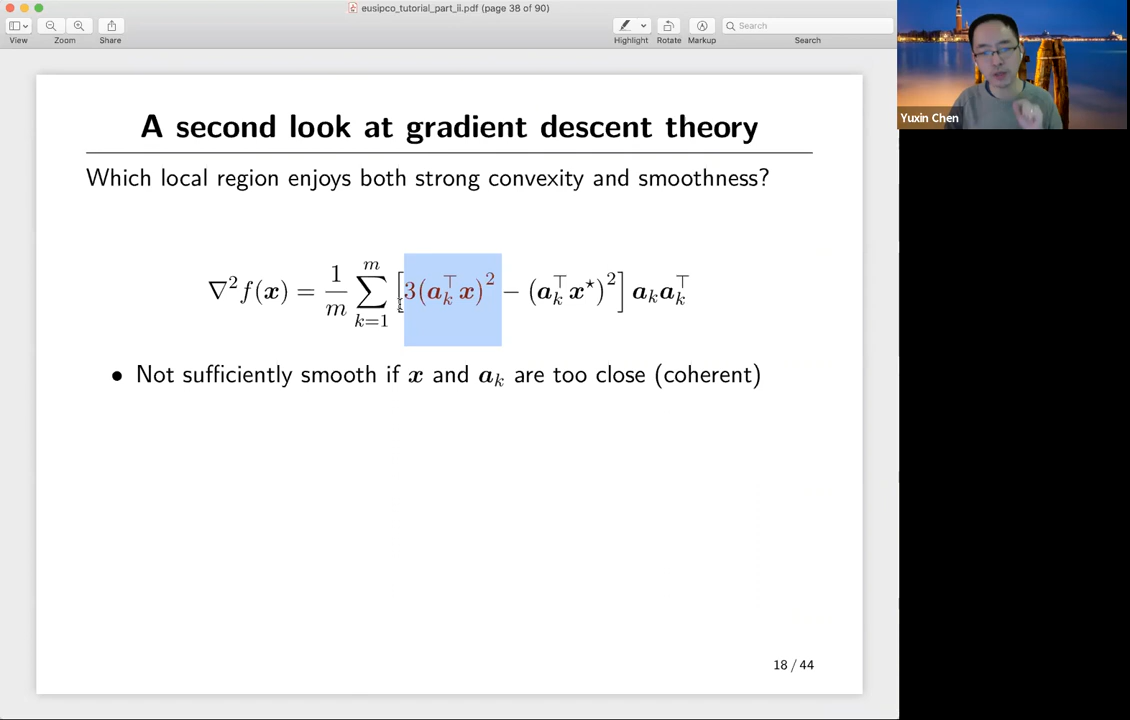 eusipco_tutorial_part_ii.pdf (page 38 of 90)
View Zoom Share Highlight Rotate Markup Search Search
Yuxin Chen
A second look at gradient descent theory
Which local region enjoys both strong convexity and smoothness?
∇²f(x) = 1/m ∑_{k=1}^{m} [3(a_k^⊤ x)² − (a_k^⊤ x^⋆)²] a_k a_k^⊤
• Not sufficiently smooth if x and a_k are too close (coherent)
18 / 44